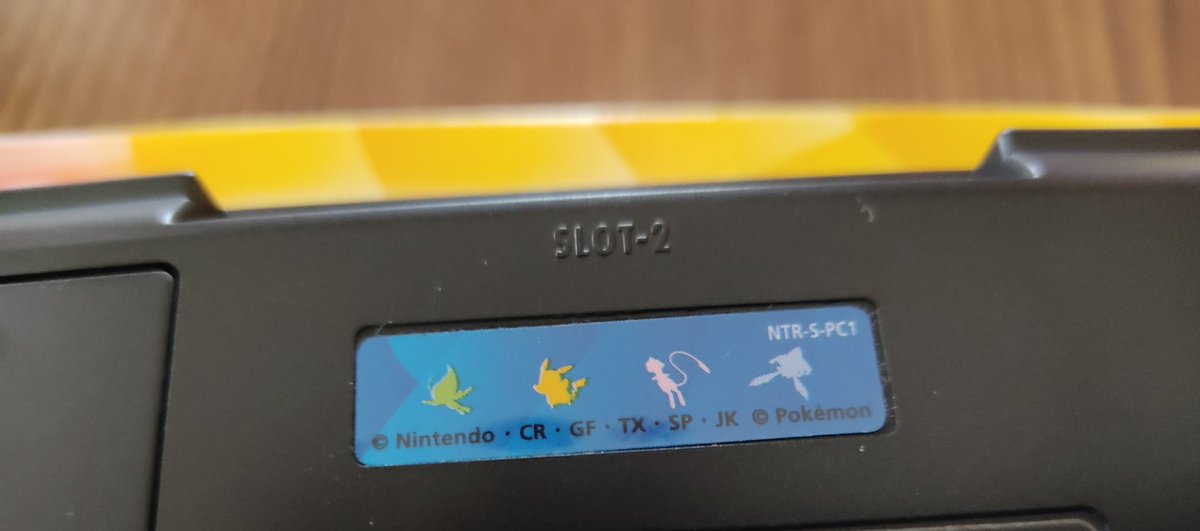 SLOT-2
NTR-S-PC1
© Nintendo · CR · GF · TX · SP · JK © Pokémon